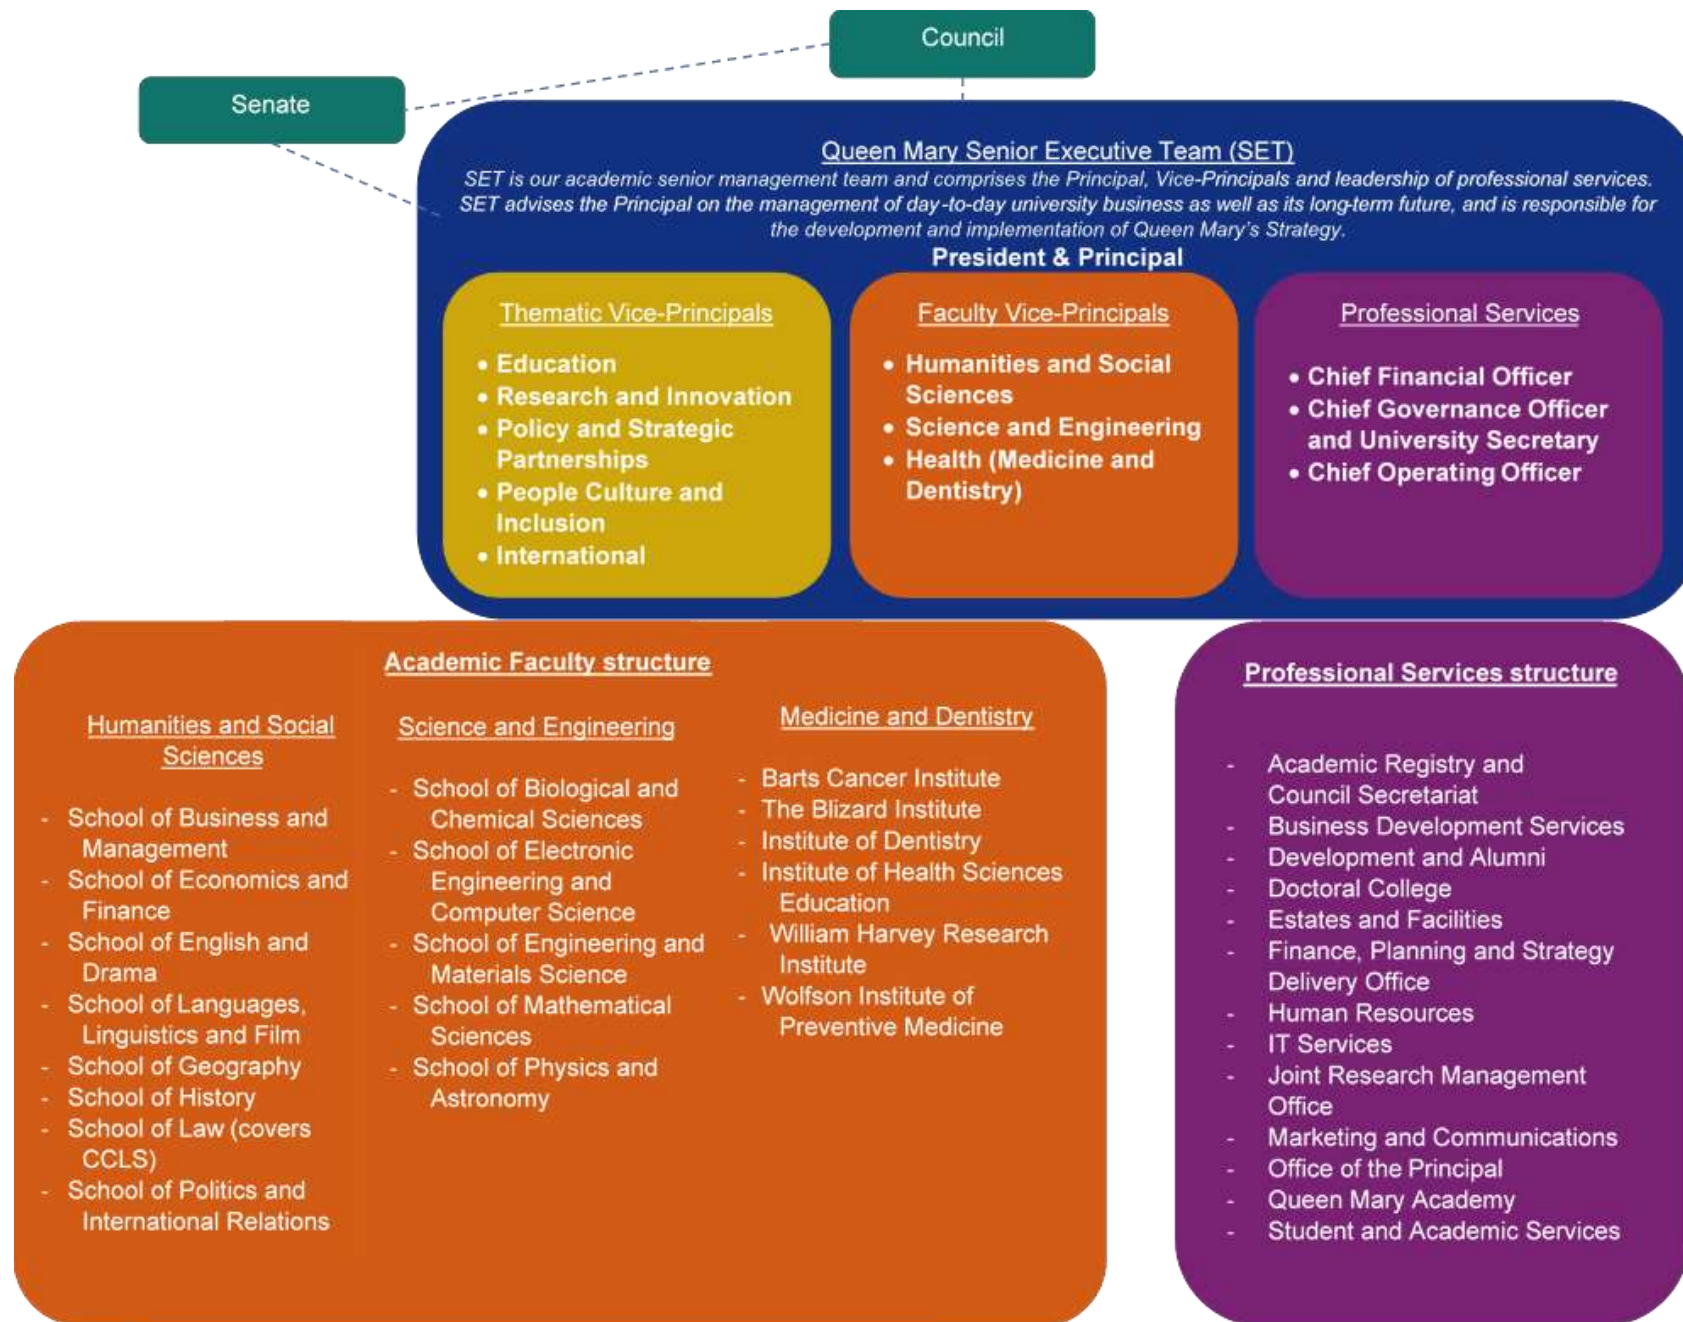 Council
Senate
Queen Mary Senior Executive Team (SET)
SET is our academic senior management team and comprises the Principal, Vice-Principals and leadership of professional services.
SET advises the Principal on the management of day-to-day university business as well as its long-term future, and is responsible for
the development and implementation of Queen Mary's Strategy.
President & Principal
Thematic Vice-Principals
• Education
• Research and Innovation
• Policy and Strategic
Partnerships
• People Culture and
Inclusion
• International
Faculty Vice-Principals
• Humanities and Social
Sciences
• Science and Engineering
• Health (Medicine and
Dentistry)
Professional Services
• Chief Financial Officer
• Chief Governance Officer
and University Secretary
• Chief Operating Officer
Academic Faculty structure
Humanities and Social
Sciences
- School of Business and
Management
- School of Economics and
Finance
- School of English and
Drama
- School of Languages,
Linguistics and Film
- School of Geography
- School of History
- School of Law (covers
CCLS)
- School of Politics and
International Relations
Science and Engineering
- School of Biological and
Chemical Sciences
- School of Electronic
Engineering and
Computer Science
- School of Engineering and
Materials Science
- School of Mathematical
Sciences
- School of Physics and
Astronomy
Medicine and Dentistry
- Barts Cancer Institute
- The Blizard Institute
- Institute of Dentistry
- Institute of Health Sciences
Education
- William Harvey Research
Institute
- Wolfson Institute of
Preventive Medicine
Professional Services structure
- Academic Registry and
Council Secretariat
- Business Development Services
- Development and Alumni
- Doctoral College
- Estates and Facilities
- Finance, Planning and Strategy
Delivery Office
- Human Resources
- IT Services
- Joint Research Management
Office
- Marketing and Communications
- Office of the Principal
- Queen Mary Academy
- Student and Academic Services